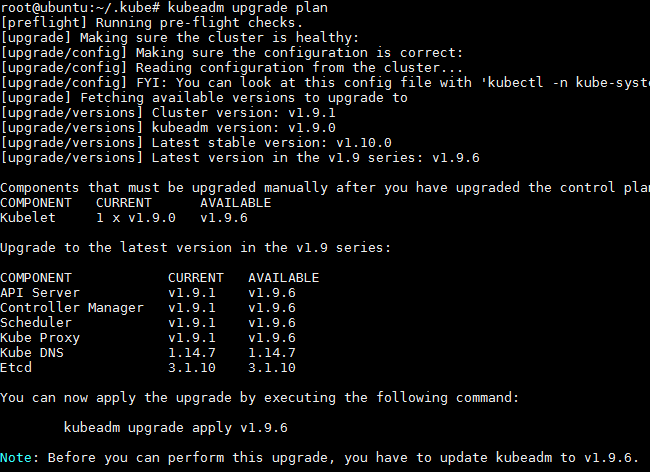 root@ubuntu:~/.kube# kubeadm upgrade plan
[preflight] Running pre-flight checks.
[upgrade] Making sure the cluster is healthy:
[upgrade/config] Making sure the configuration is correct:
[upgrade/config] Reading configuration from the cluster...
[upgrade/config] FYI: You can look at this config file with 'kubectl -n kube-syst
[upgrade] Fetching available versions to upgrade to
[upgrade/versions] Cluster version: v1.9.1
[upgrade/versions] kubeadm version: v1.9.0
[upgrade/versions] Latest stable version: v1.10.0
[upgrade/versions] Latest version in the v1.9 series: v1.9.6
Components that must be upgraded manually after you have upgraded the control plan
COMPONENT CURRENT AVAILABLE
Kubelet 1 x v1.9.0 v1.9.6
Upgrade to the latest version in the v1.9 series:
COMPONENT CURRENT AVAILABLE
API Server v1.9.1 v1.9.6
Controller Manager v1.9.1 v1.9.6
Scheduler v1.9.1 v1.9.6
Kube Proxy v1.9.1 v1.9.6
Kube DNS 1.14.7 1.14.7
Etcd 3.1.10 3.1.10
You can now apply the upgrade by executing the following command:
kubeadm upgrade apply v1.9.6
Note: Before you can perform this upgrade, you have to update kubeadm to v1.9.6.